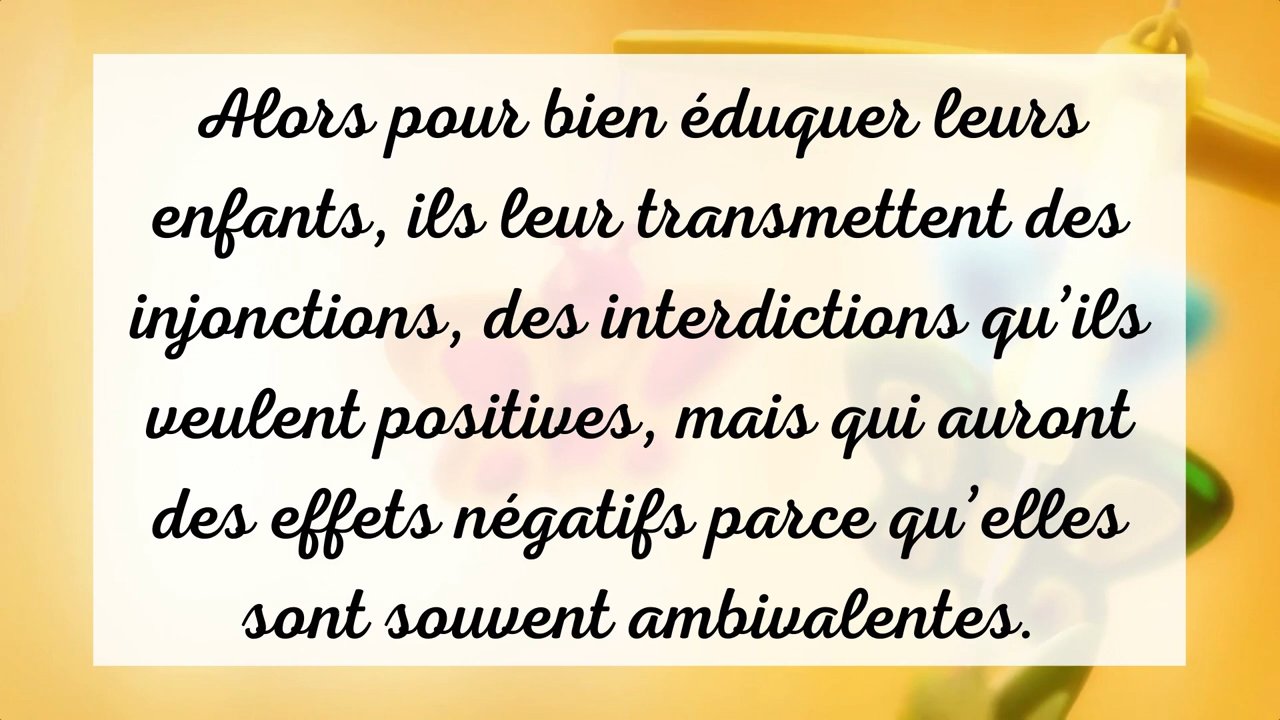 Alors pour bien éduquer leurs
enfants, ils leur transmettent des
injonctions, des interdictions qu’ils
veulent positives, mais qui auront
des effets négatifs parce qu’elles
sont souvent ambivalentes.